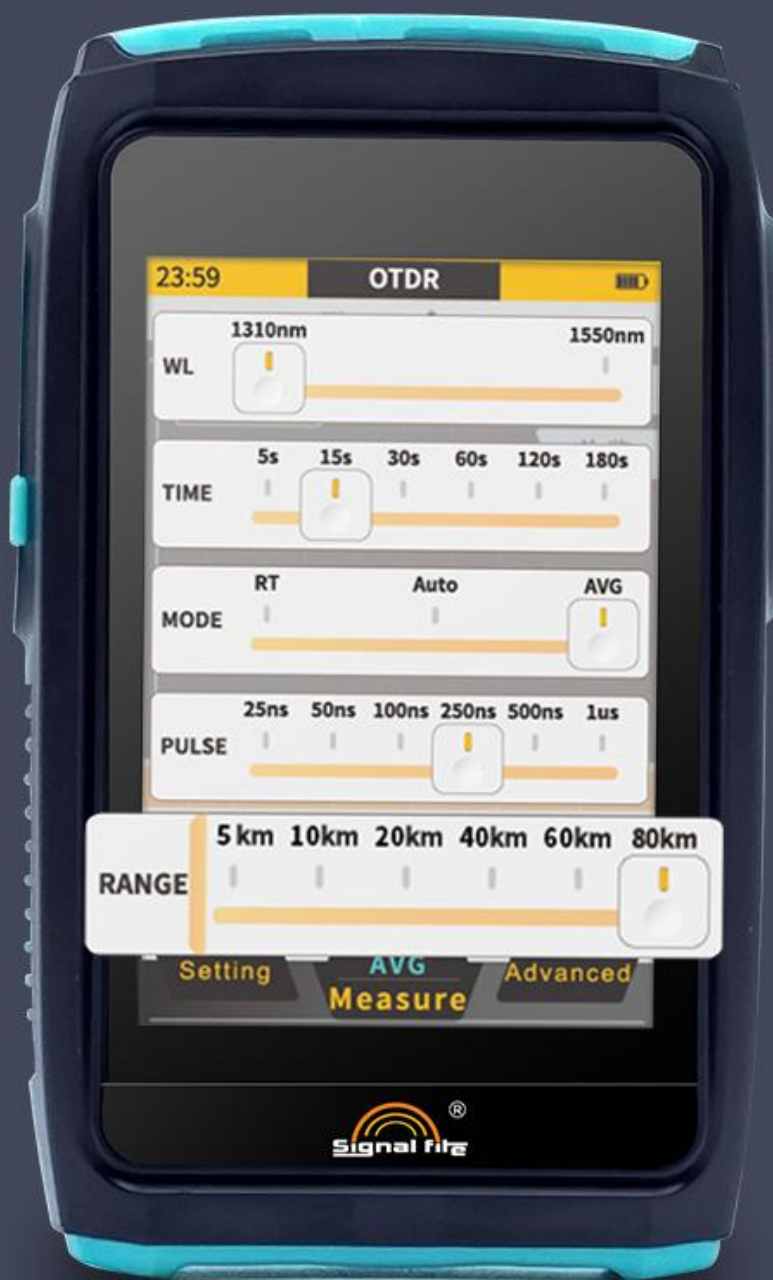 23:59 OTDR
1310nm 1550nm
WL
5s 15s 30s 60s 120s 180s
TIME
RT Auto AVG
MODE
25ns 50ns 100ns 250ns 500ns 1us
PULSE
5km 10km 20km 40km 60km 80km
RANGE
Setting AVG Advanced
Measure
®
Signal fire